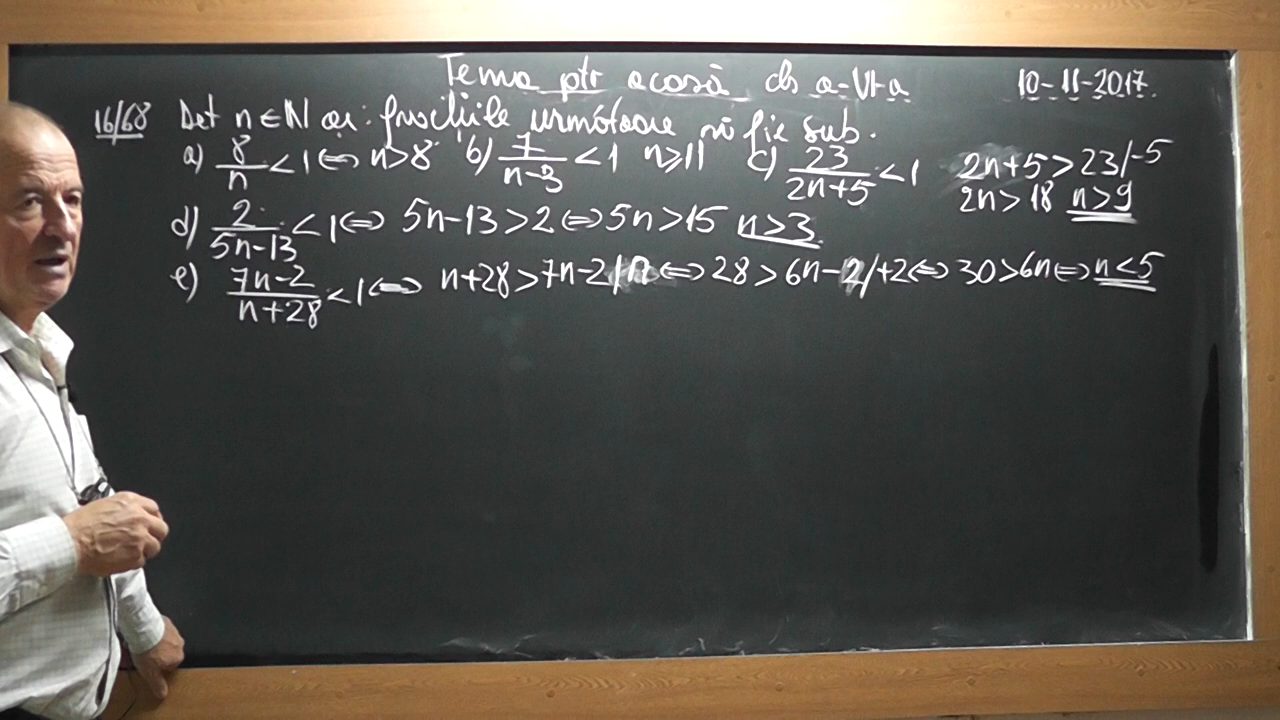 Tema ptr acasă cls a-VI-a 10-11-2017
16/68 Det n∈N aî: fracțiile următoare să fie sub.
a) 8/n < 1 ⇔ n>8 b) 7/(n-3) < 1 n≥11 c) 23/(2n+5) < 1 2n+5 > 23/-5
2n > 18 n>9
d) 2/(5n-13) < 1 ⇔ 5n-13 > 2 ⇔ 5n > 15 n>3
e) (7n-2)/(n+28) < 1 ⇔ n+28 > 7n-2/-n ⇔ 28 > 6n-2/+2 ⇔ 30 > 6n ⇔ n<5